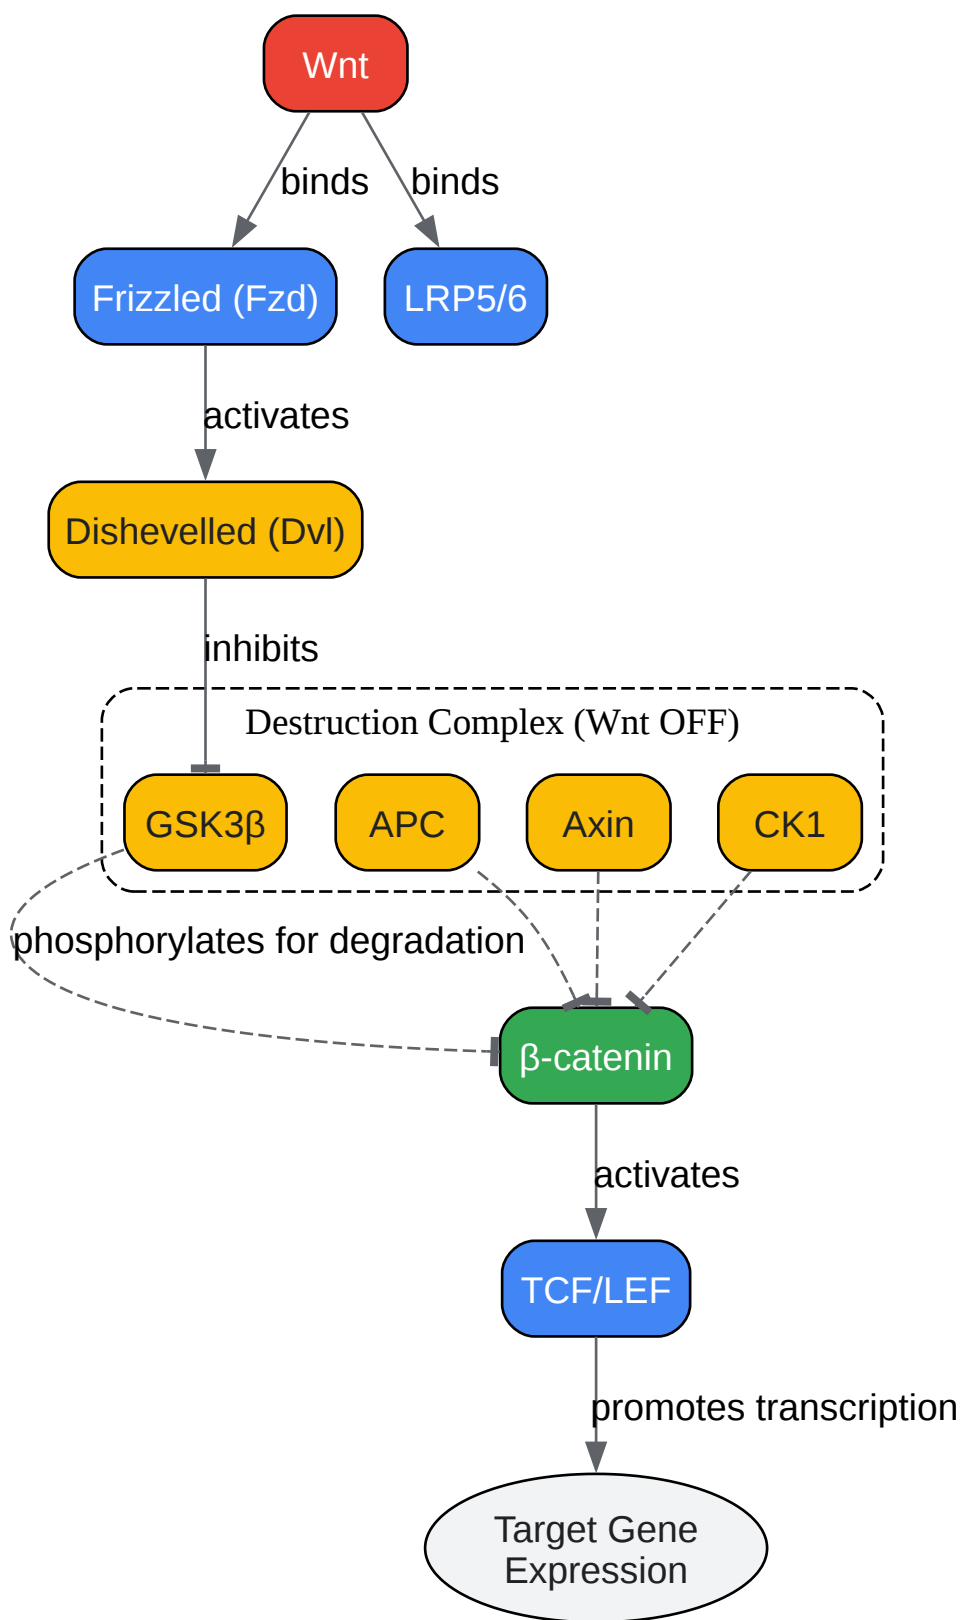 Wnt
binds
binds
Frizzled (Fzd)
LRP5/6
activates
Dishevelled (Dvl)
inhibits
Destruction Complex (Wnt OFF)
GSK3β
APC
Axin
CK1
phosphorylates for degradation
β-catenin
activates
TCF/LEF
promotes transcription
Target Gene
Expression